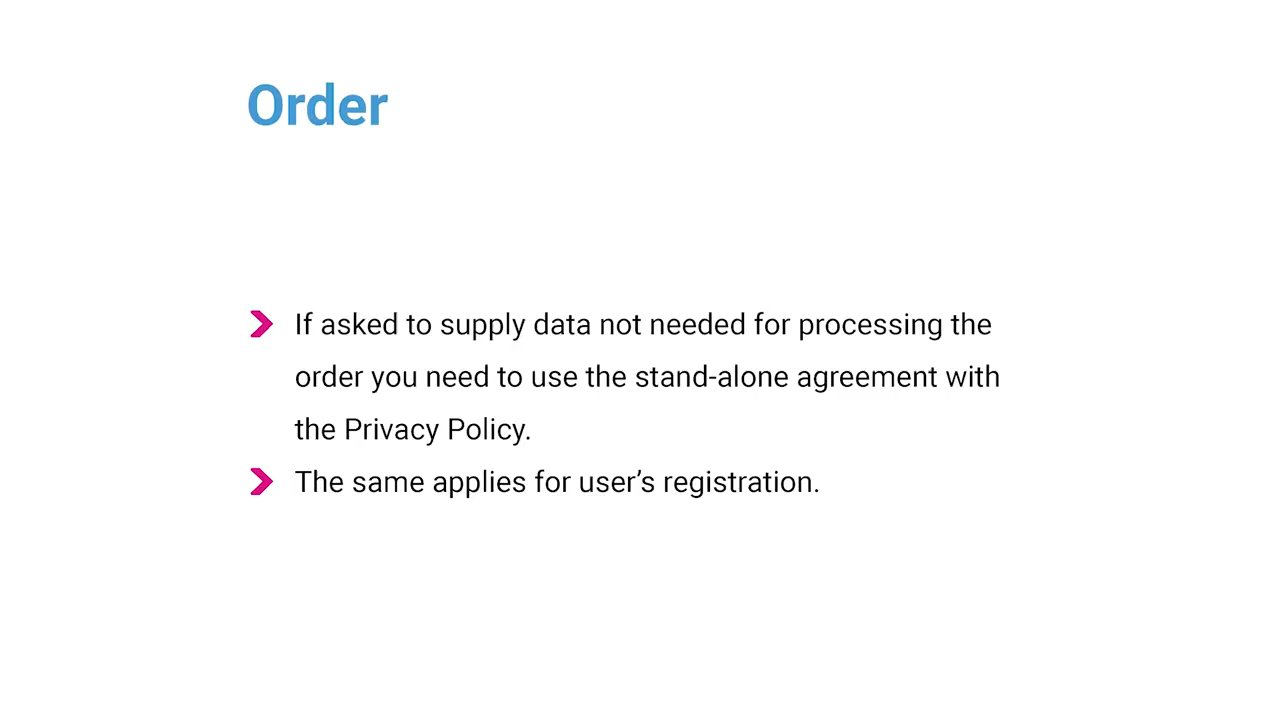 Order
If asked to supply data not needed for processing the
order you need to use the stand-alone agreement with
the Privacy Policy.
The same applies for user’s registration.